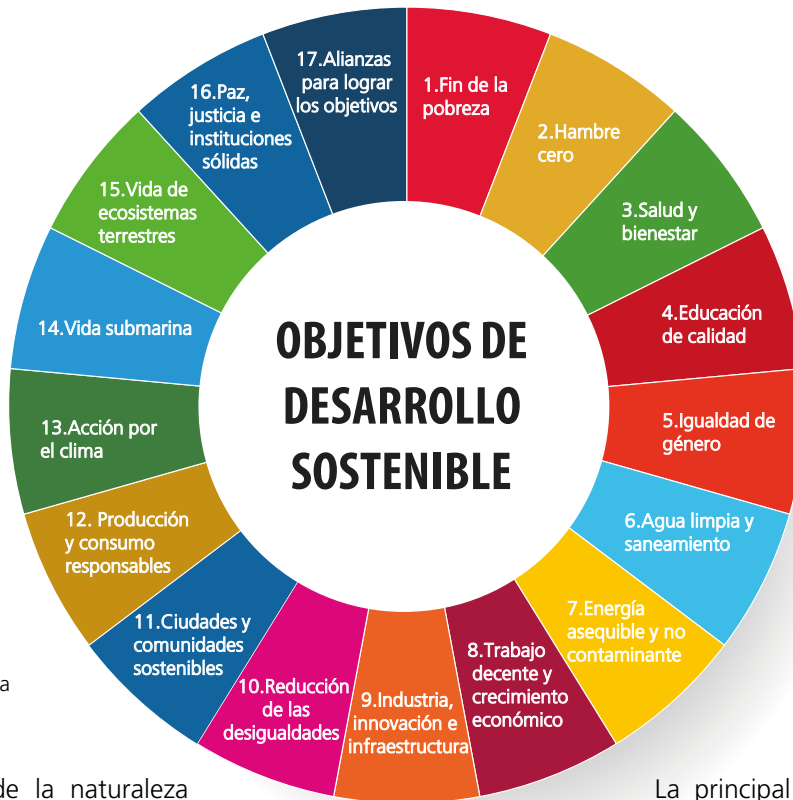 OBJETIVOS DE
DESARROLLO
SOSTENIBLE
1.Fin de la
pobreza
2.Hambre
cero
3.Salud y
bienestar
4.Educación
de calidad
5.Igualdad de
género
6.Agua limpia y
saneamiento
7.Energía
asequible y no
contaminante
8.Trabajo
decente y
crecimiento
económico
9.Industria,
innovación e
infraestructura
10.Reducción
de las
desigualdades
11.Ciudades y
comunidades
sostenibles
12. Producción
y consumo
responsables
13.Acción por
el clima
14.Vida submarina
15.Vida de
ecosistemas
terrestres
16.Paz,
justicia e
instituciones
sólidas
17.Alianzas
para lograr
los objetivos
a
de la naturaleza
La principal